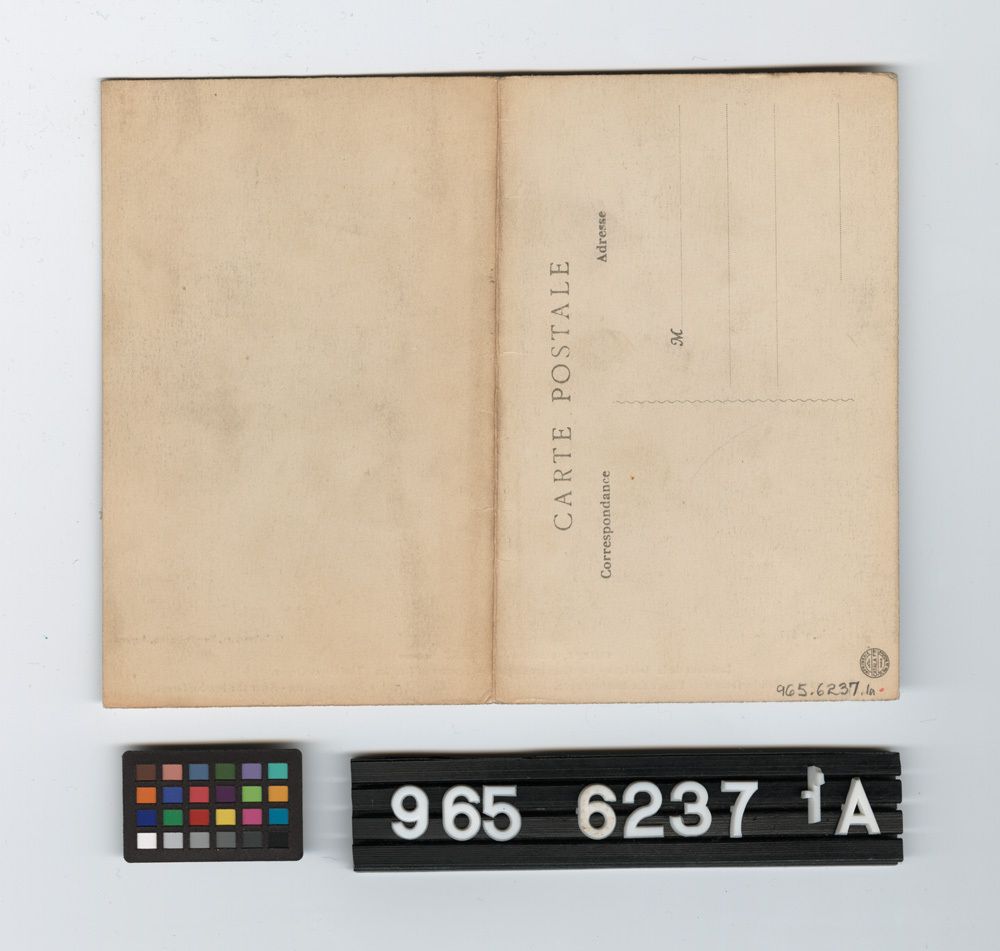 CARTE POSTALE
Correspondance
Adresse
M
965.6237.1a
965 6237 1A